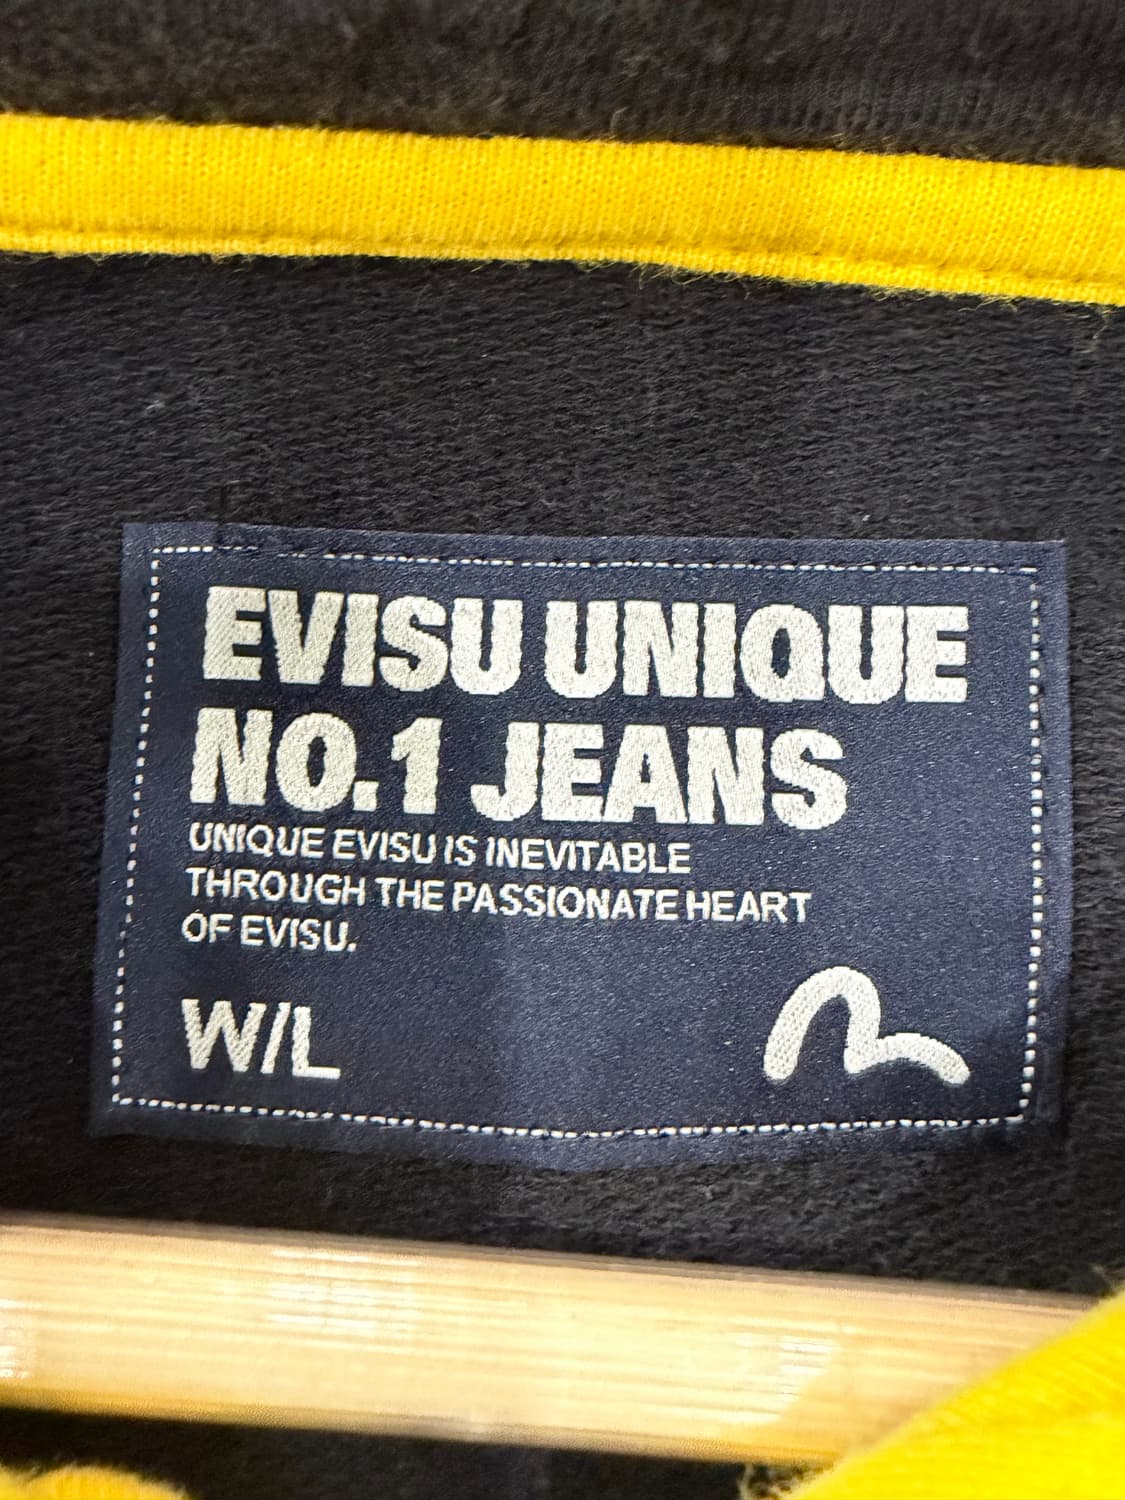 EVISU UNIQUE
NO.1 JEANS
UNIQUE EVISU IS INEVITABLE
THROUGH THE PASSIONATE HEART
OF EVISU.
W/L